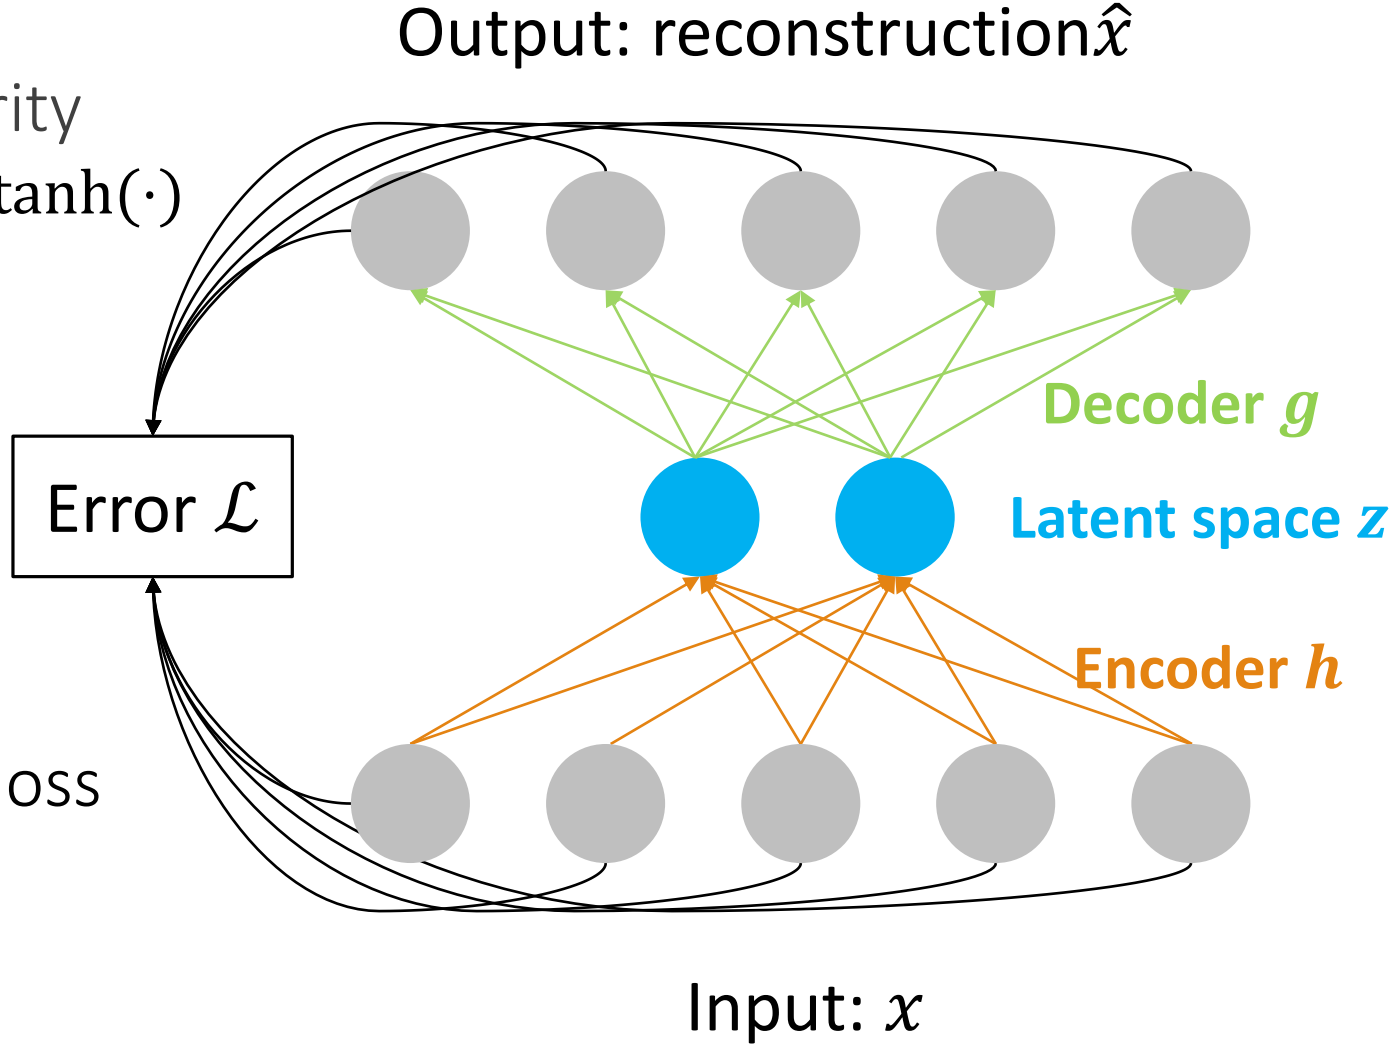 Output: reconstruction x̂
rity
tanh(·)
Decoder g
Error ℒ
Latent space z
Encoder h
oss
Input: x